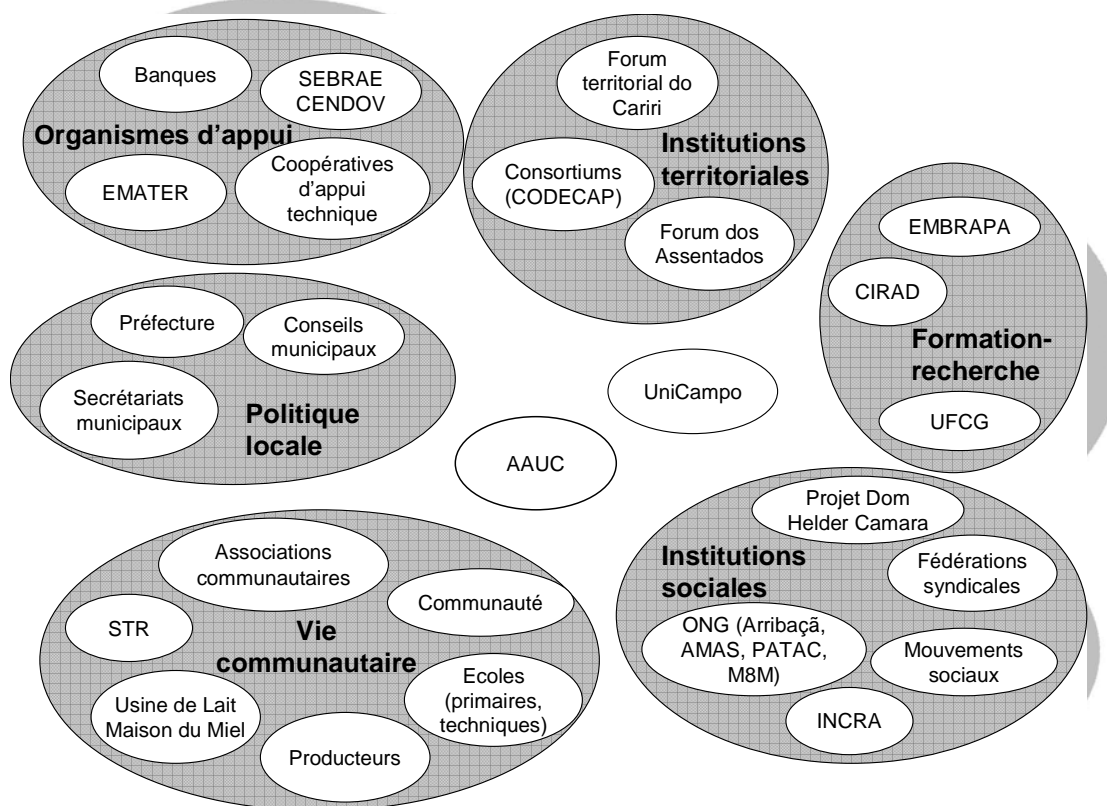 Banques
SEBRAE
CENDOV
Organismes d'appui
EMATER
Coopératives
d'appui
technique
Forum
territorial do
Cariri
Institutions
territoriales
Consortiums
(CODECAP)
Forum dos
Assentados
EMBRAPA
CIRAD
Formation-
recherche
UFCG
Préfecture
Conseils
municipaux
Secrétariats
municipaux
Politique
locale
UniCampo
AAUC
Associations
communautaires
Communauté
STR
Vie
communautaire
Ecoles
(primaires,
techniques)
Usine de Lait
Maison du Miel
Producteurs
Projet Dom
Helder Camara
Institutions
sociales
Fédérations
syndicales
ONG (Arribaçã,
AMAS, PATAC,
M8M)
Mouvements
sociaux
INCRA